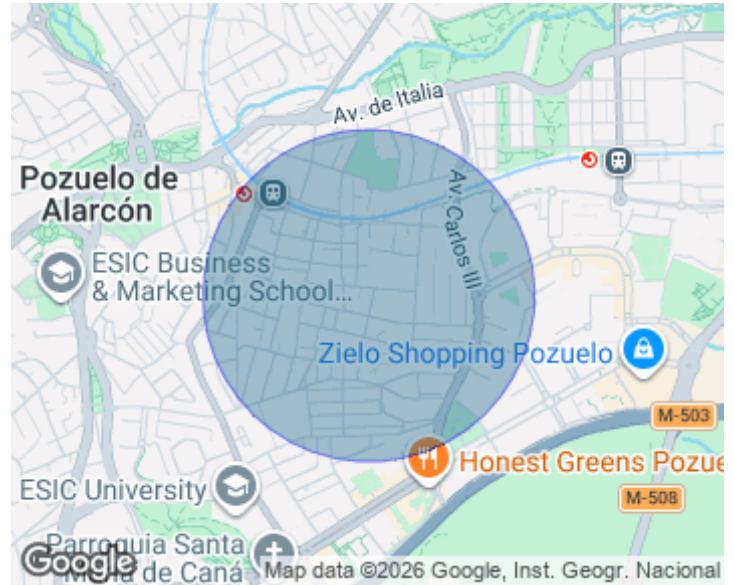 Av. de Italia
Pozuelo de
Alarcón
Av. Carlos III
ESIC Business
& Marketing School...
Zielo Shopping Pozuelo
M-503
Honest Greens Pozue
ESIC University
M-508
Parroquia Santa
María de Caná
Google
Map data ©2026 Google, Inst. Geogr. Nacional